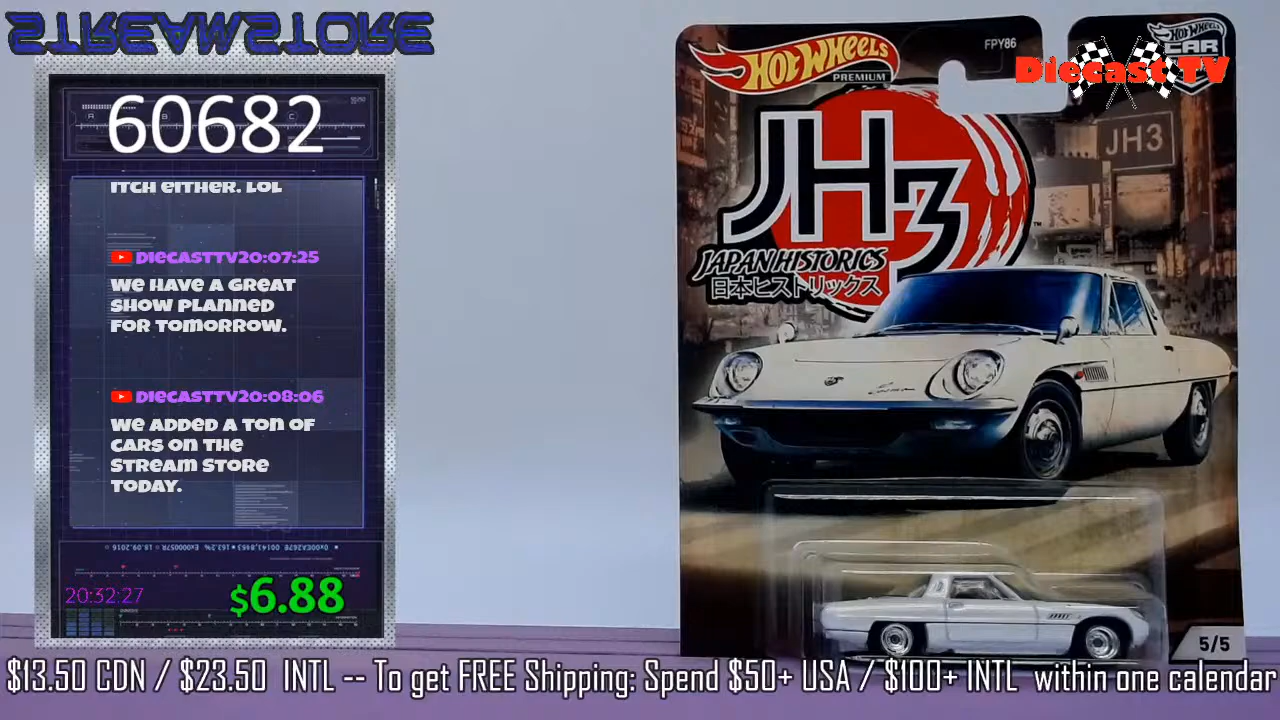 STREAMSTORE
60682
ITCH EITHER. LOL
DIECASTTV20:07:25
WE HAVE A GREAT
SHOW PLANNED
FOR TOMORROW.
DIECASTTV20:08:06
WE ADDED A TON OF
CARS ON THE
STREAM STORE
TODAY.
20:32:27
$6.88
HOT WHEELS
PREMIUM
FPY86
HOT WHEELS
CAR
Diecast TV
JH3
JH3
JAPAN HISTORICS
日本ヒストリックス
5/5
$13.50 CDN / $23.50 INTL -- To get FREE Shipping: Spend $50+ USA / $100+ INTL within one calendar